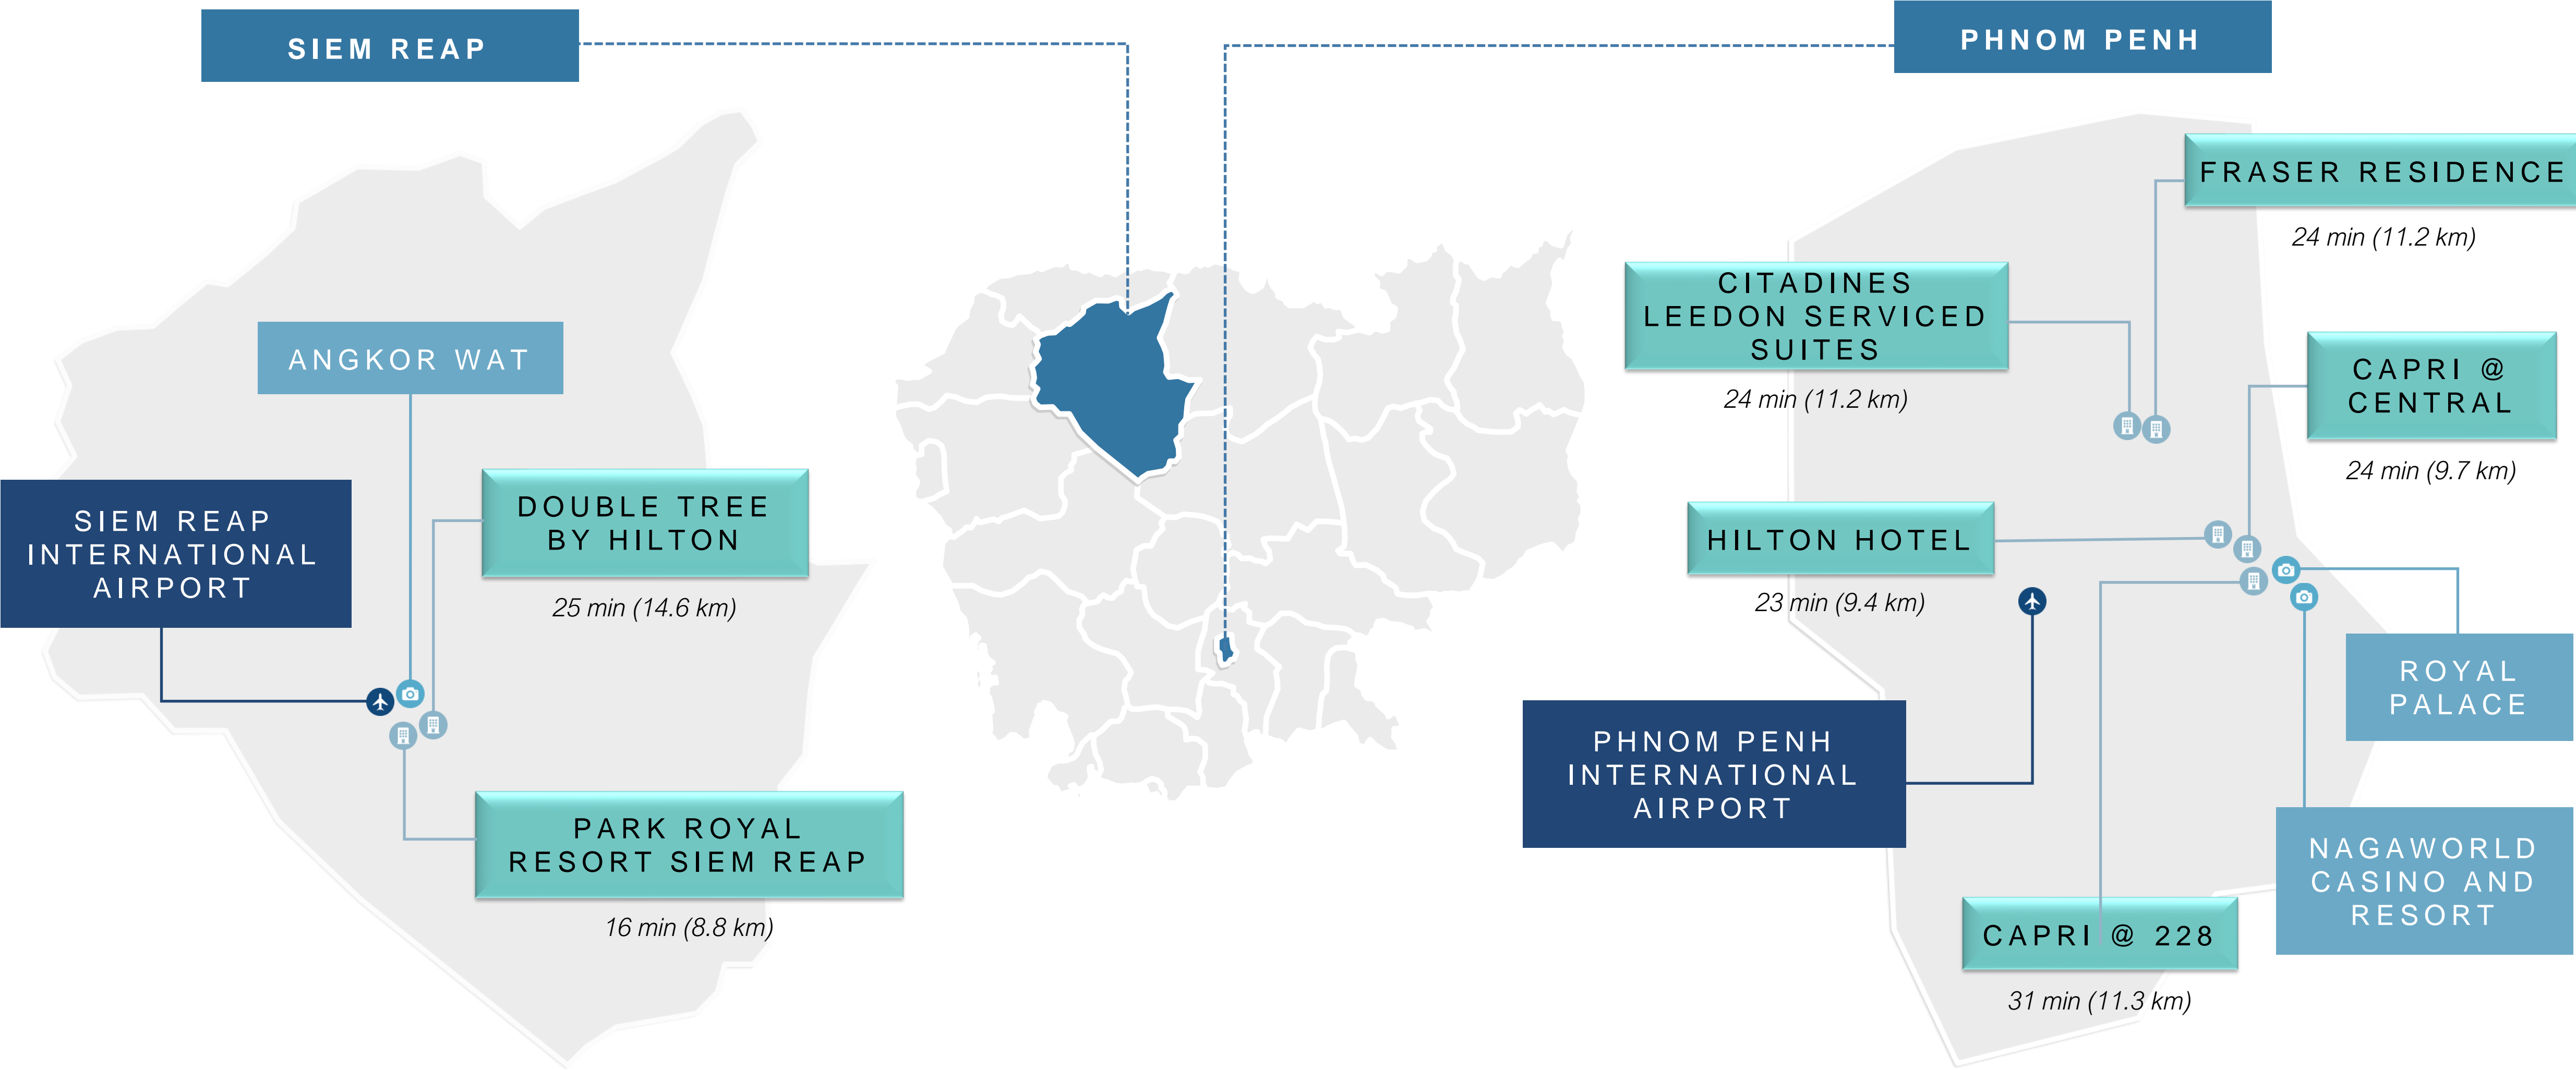 SIEM REAP
PHNOM PENH
ANGKOR WAT
SIEM REAP
INTERNATIONAL
AIRPORT
DOUBLE TREE
BY HILTON
25 min (14.6 km)
PARK ROYAL
RESORT SIEM REAP
16 min (8.8 km)
FRASER RESIDENCE
24 min (11.2 km)
CITADINES
LEEDON SERVICED
SUITES
24 min (11.2 km)
CAPRI @
CENTRAL
24 min (9.7 km)
HILTON HOTEL
23 min (9.4 km)
ROYAL
PALACE
PHNOM PENH
INTERNATIONAL
AIRPORT
NAGAWORLD
CASINO AND
RESORT
CAPRI @ 228
31 min (11.3 km)